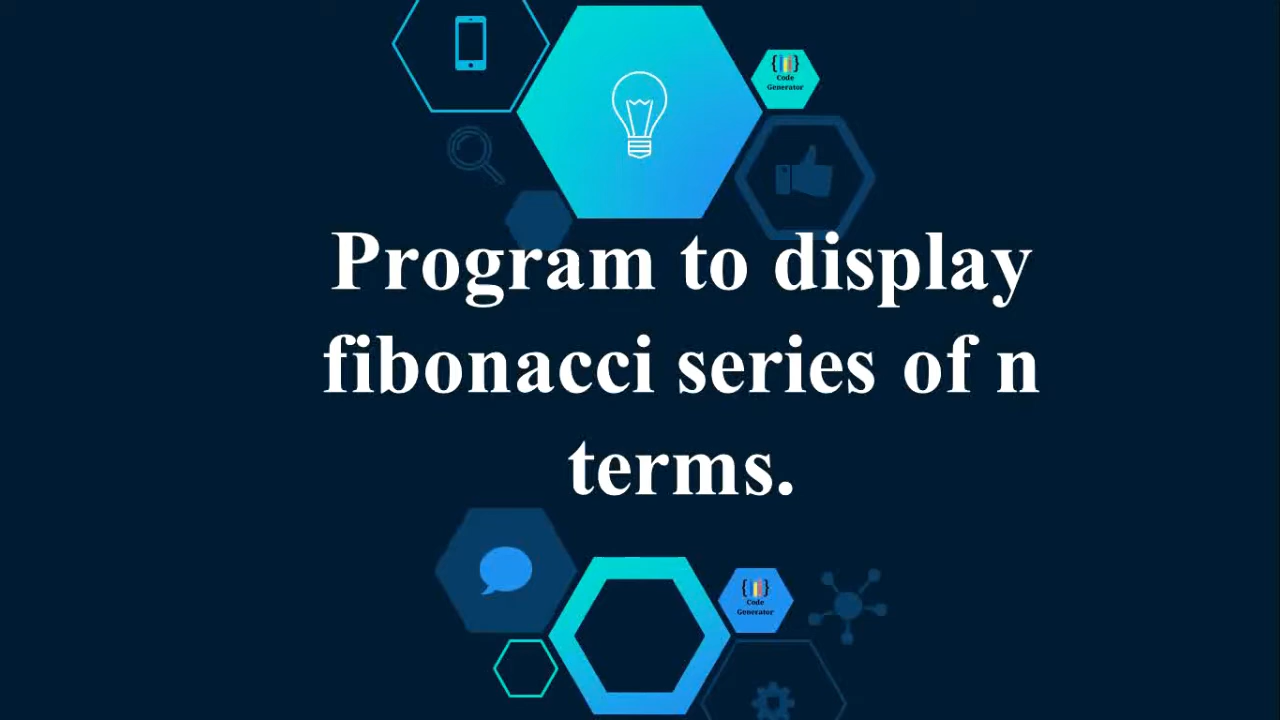 { }
Code
Generator
Program to display
fibonacci series of n
terms.
{ }
Code
Generator